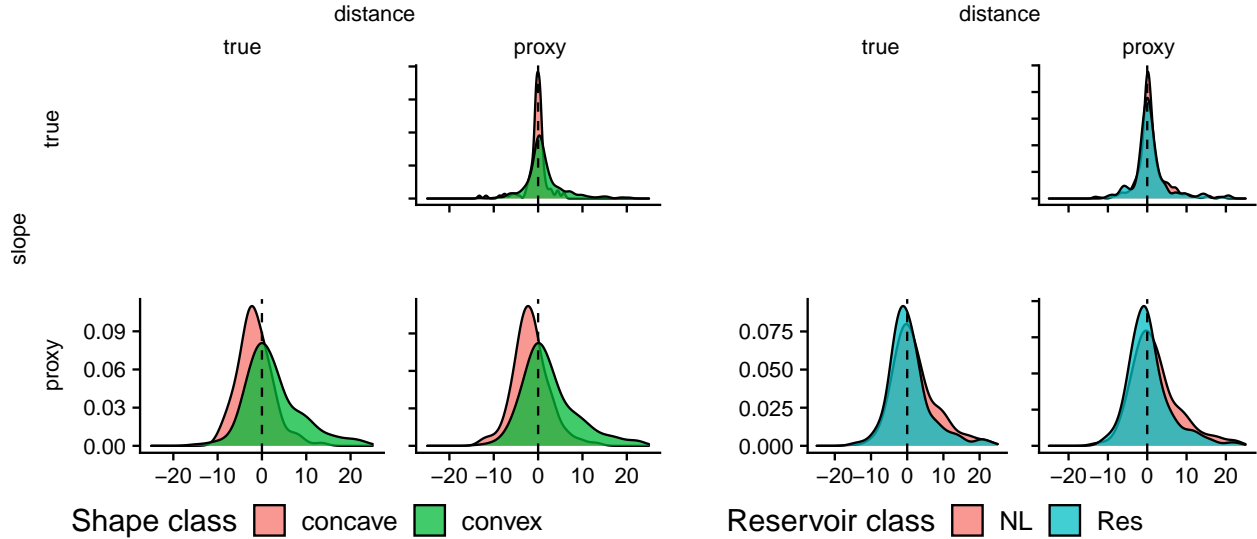 distance
distance
true
proxy
true
proxy
true
slope
proxy
0.09
0.06
0.03
0.00
0.075
0.050
0.025
0.000
−20 −10 0 10 20
−20 −10 0 10 20
−20 −10 0 10 20
−20 −10 0 10 20
Shape class concave convex
Reservoir class NL Res